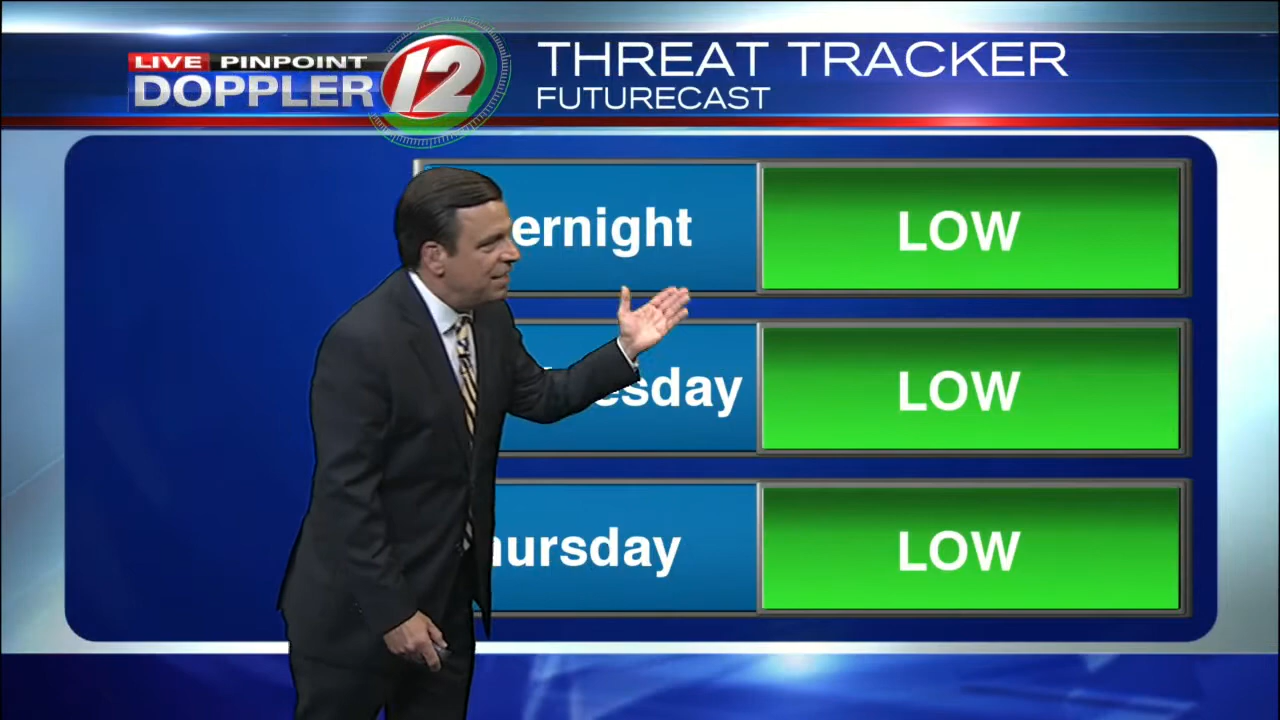 LIVE PINPOINT
DOPPLER 12
THREAT TRACKER
FUTURECAST
ernight LOW
esday LOW
hursday LOW